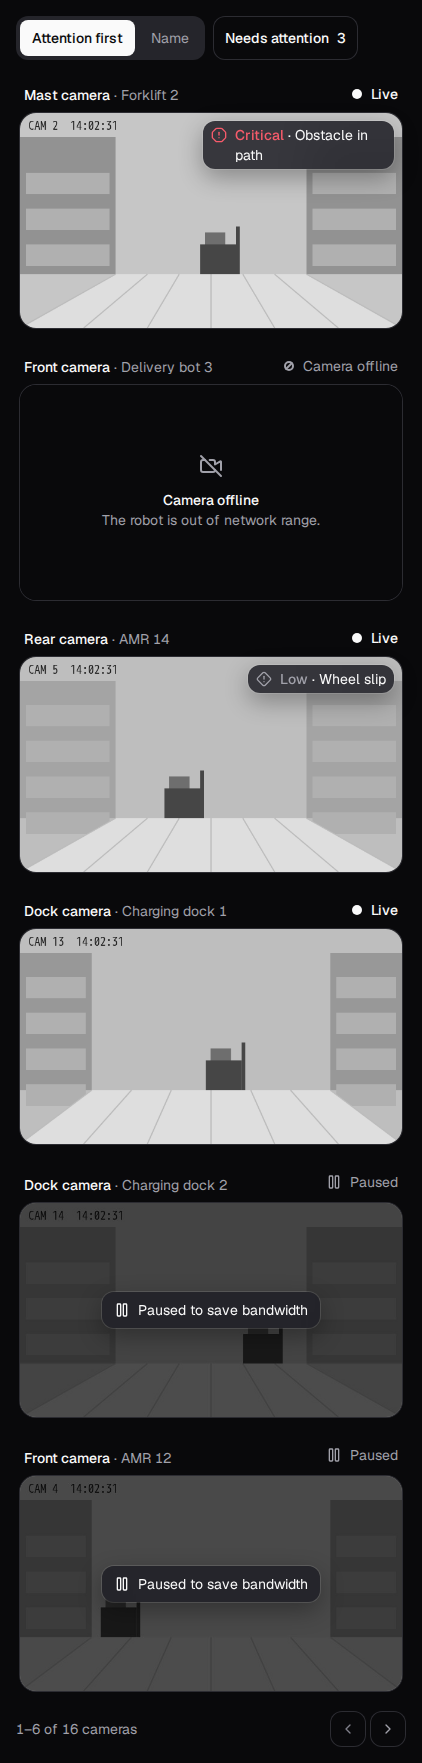 Attention first Name Needs attention 3
Mast camera · Forklift 2 Live
CAM 2 14:02:31
Critical · Obstacle in
path
Front camera · Delivery bot 3 Camera offline
Camera offline
The robot is out of network range.
Rear camera · AMR 14 Live
CAM 5 14:02:31
Low · Wheel slip
Dock camera · Charging dock 1 Live
CAM 13 14:02:31
Dock camera · Charging dock 2 Paused
CAM 14 14:02:31
Paused to save bandwidth
Front camera · AMR 12 Paused
CAM 4 14:02:31
Paused to save bandwidth
1–6 of 16 cameras